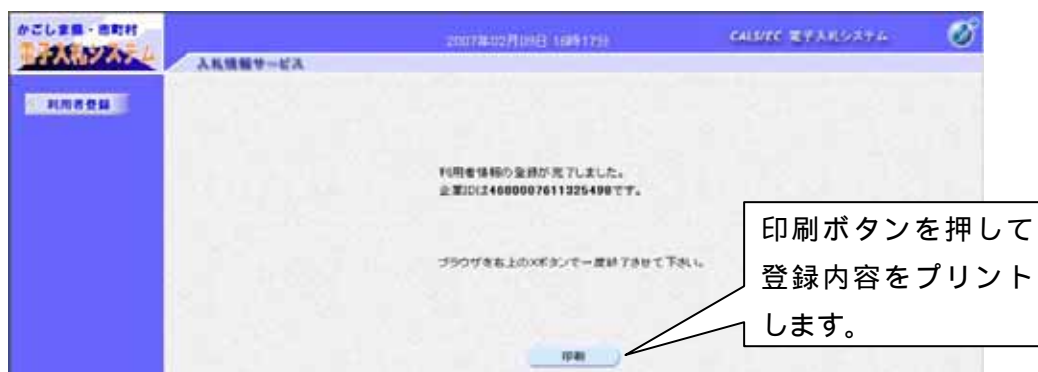 かごしま県・市町村
電子入札システム
2007年02月09日 16時17分
CALS/EC 電子入札システム
入札情報サービス
利用者登録
利用者情報の登録が完了しました。
企業IDは4600007611325498です。
ブラウザを右上の×ボタンで一度終了させて下さい。
印刷ボタンを押して
登録内容をプリント
します。
印刷